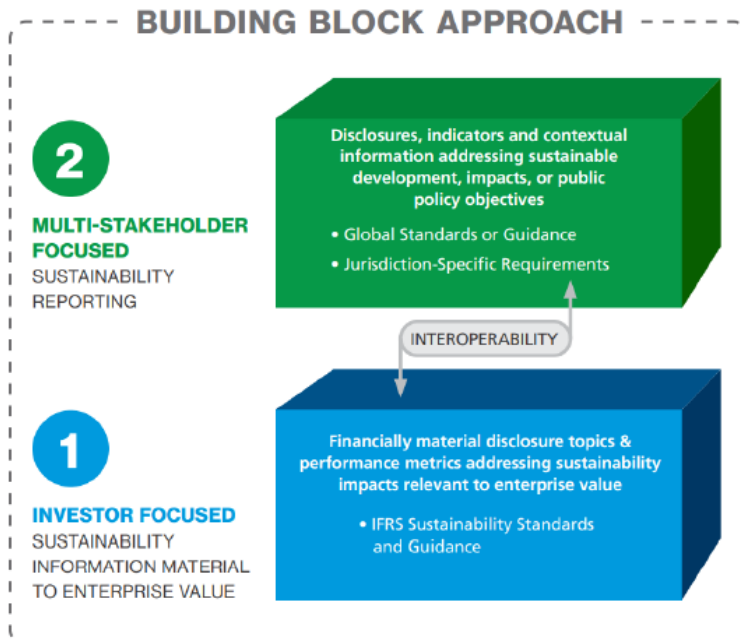 BUILDING BLOCK APPROACH
2
MULTI-STAKEHOLDER
FOCUSED
SUSTAINABILITY
REPORTING
Disclosures, indicators and contextual
information addressing sustainable
development, impacts, or public
policy objectives
• Global Standards or Guidance
• Jurisdiction-Specific Requirements
INTEROPERABILITY
1
INVESTOR FOCUSED
SUSTAINABILITY
INFORMATION MATERIAL
TO ENTERPRISE VALUE
Financially material disclosure topics &
performance metrics addressing sustainability
impacts relevant to enterprise value
• IFRS Sustainability Standards
and Guidance